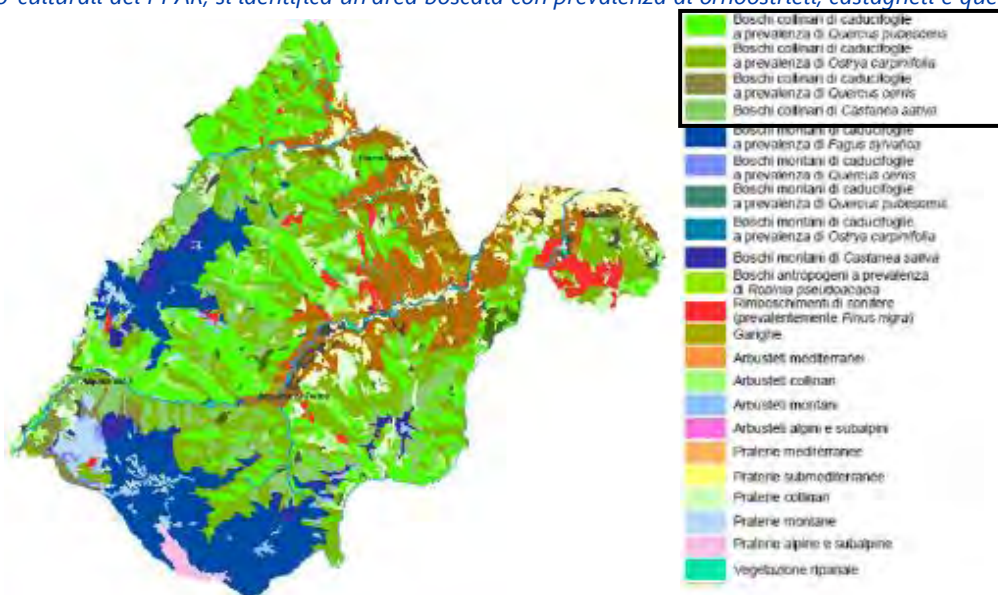 culturali del PPAR, si identifica un'area boscata con prevalenza di orno
Boschi collinari di caducifoglie
a prevalenza di Quercus pubescens
Boschi collinari di caducifoglie
a prevalenza di Ostrya carpinifolia
Boschi collinari di caducifoglie
a prevalenza di Quercus cerris
Boschi collinari di Castanea sativa
Boschi montani di caducifoglie
a prevalenza di Fagus sylvatica
Boschi montani di caducifoglie
a prevalenza di Quercus cerris
Boschi montani di caducifoglie
a prevalenza di Quercus pubescens
Boschi montani di caducifoglie
a prevalenza di Ostrya carpinifolia
Boschi montani di Castanea sativa
Boschi antropogeni a prevalenza
di Robinia pseudoacacia
Rimboschimenti di conifere
(prevalentemente Pinus nigra)
Garighe
Arbusteti mediterranei
Arbusteti collinari
Arbusteti montani
Arbusteti alpini e subalpini
Praterie mediterranee
Praterie submediterranee
Praterie collinari
Praterie montane
Praterie alpine e subalpine
Vegetazione ripariale